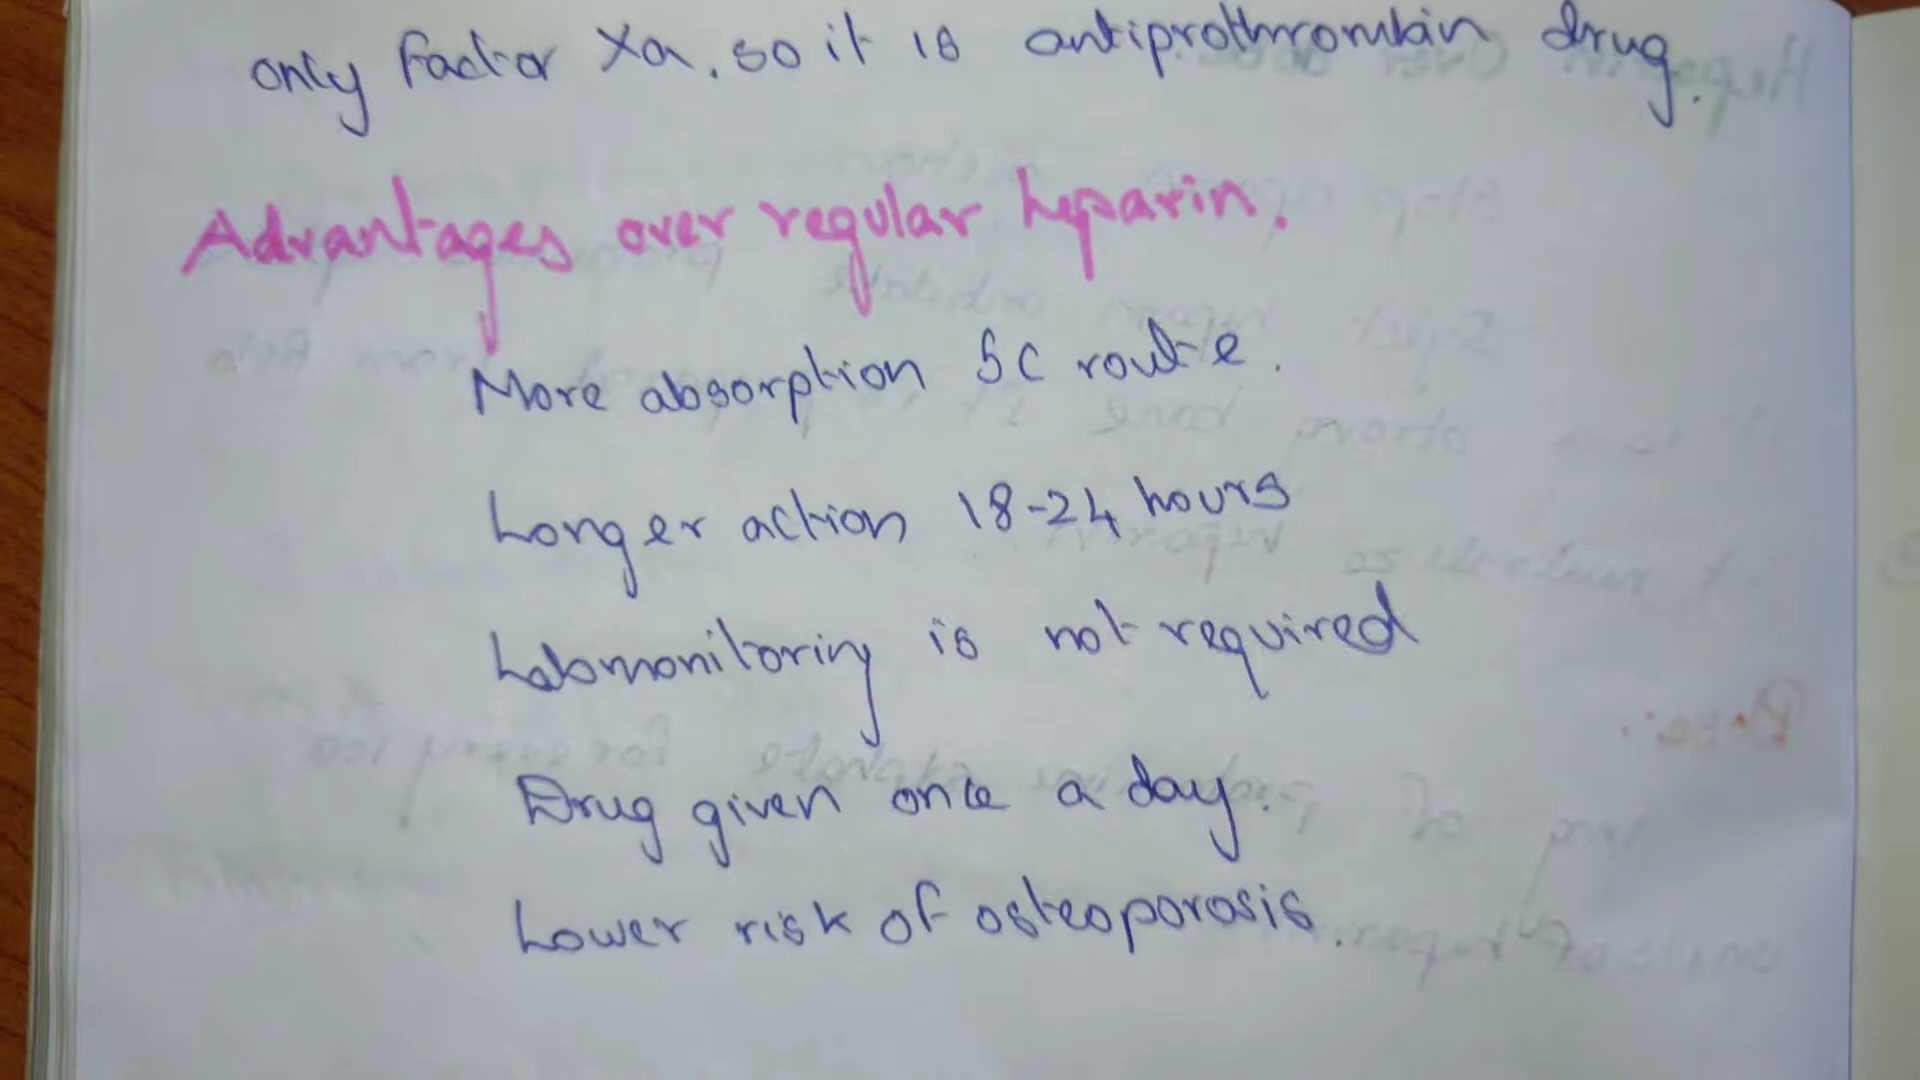 only factor Xa. so it is antiprothrombin drug.
Advantages over regular heparin.
More absorption SC route.
Longer action 18-24 hours
Labmonitoring is not required
Drug given once a day.
Lower risk of osteoporosis.